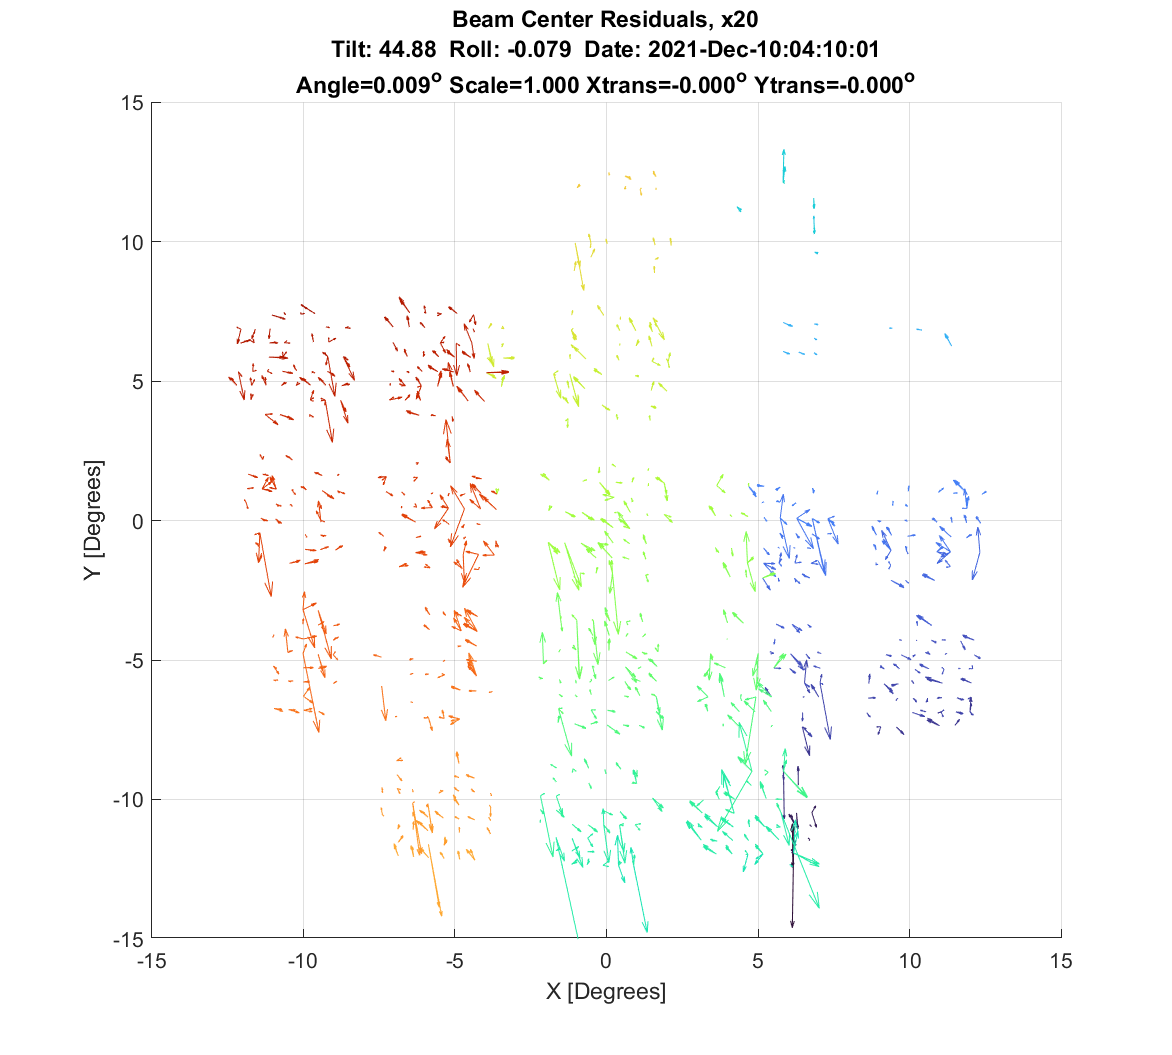 Beam Center Residuals, x20
Tilt: 44.88 Roll: -0.079 Date: 2021-Dec-10:04:10:01
Angle=0.009° Scale=1.000 Xtrans=-0.000° Ytrans=-0.000°
15
10
5
0
-5
-10
-15
Y [Degrees]
-15 -10 -5 0 5 10 15
X [Degrees]